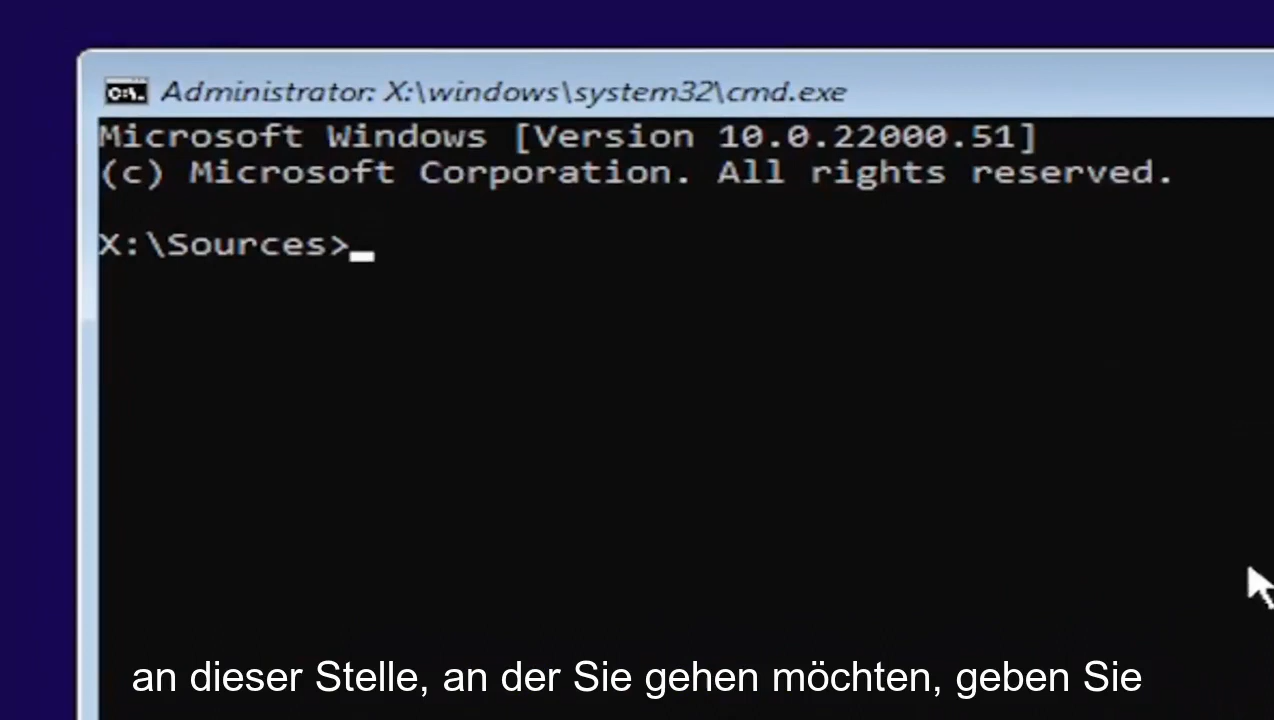 Administrator: X:\windows\system32\cmd.exe
Microsoft Windows [Version 10.0.22000.51]
(c) Microsoft Corporation. All rights reserved.
X:\Sources>
an dieser Stelle, an der Sie gehen möchten, geben Sie